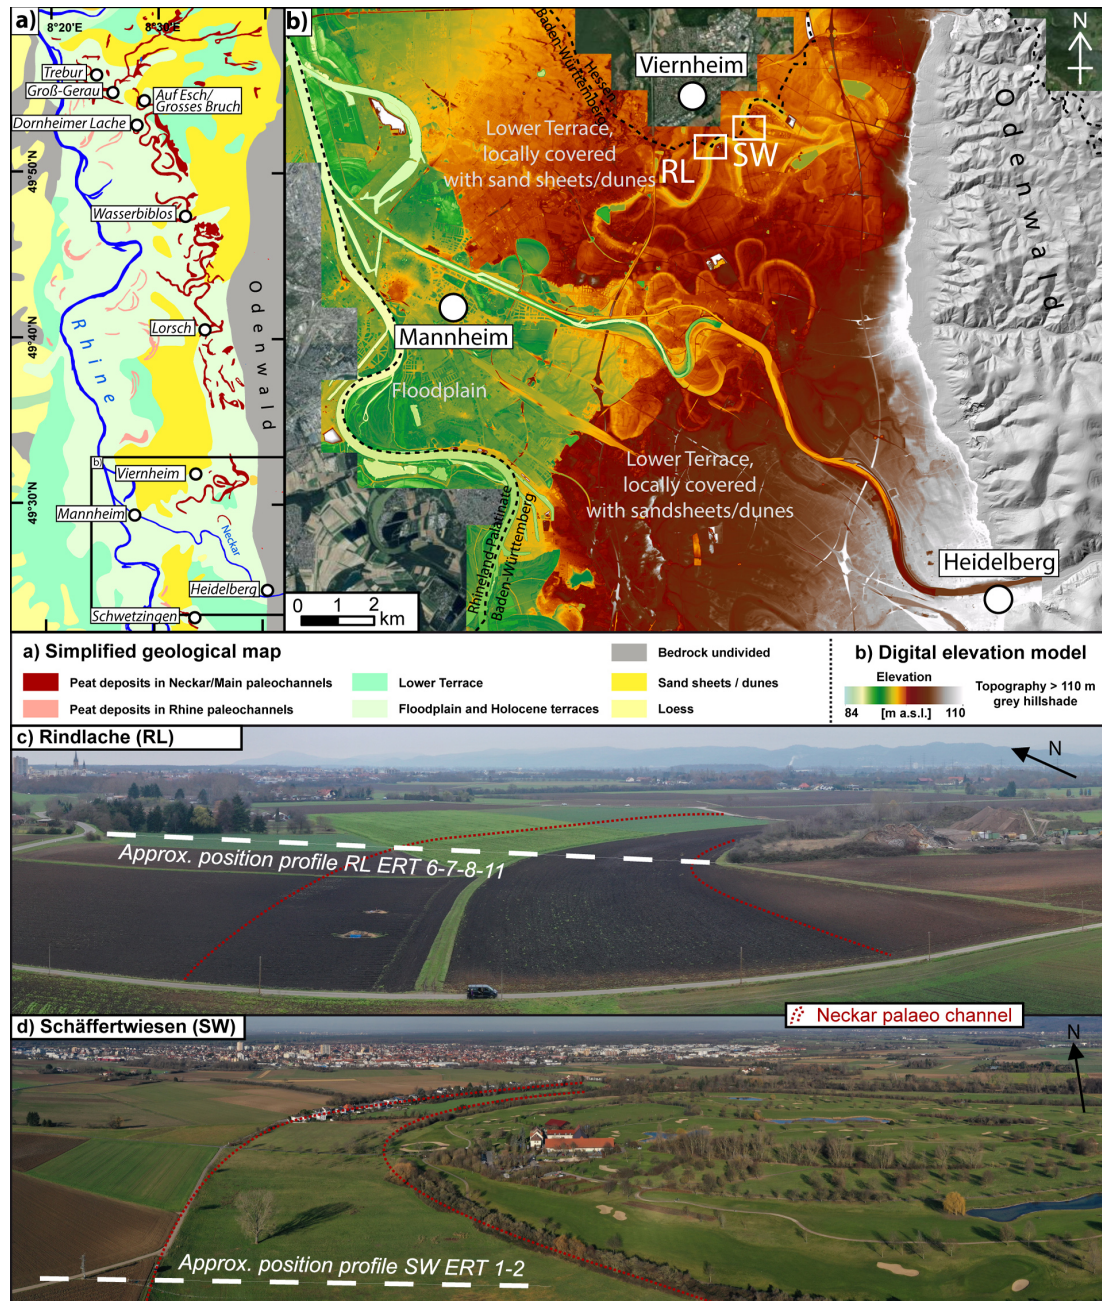 a)
8°20'E
8°30'E
Trebur
Groß-Gerau
Auf Esch/
Grosses Bruch
Dornheimer Lache
49°50'N
Wasserbiblos
Rhine
Odenwald
Lorsch
49°40'N
b)
Viernheim
49°30'N
Mannheim
Neckar
Heidelberg
Schwetzingen
b)
Hessen
Baden-Württemberg
Viernheim
N
Lower Terrace,
locally covered
with sand sheets/dunes
RL
SW
Odenwald
Mannheim
Floodplain
Lower Terrace,
locally covered
with sandsheets/dunes
Rhineland-Palatinate
Baden-Württemberg
Heidelberg
0 1 2
km
a) Simplified geological map
Peat deposits in Neckar/Main paleochannels
Peat deposits in Rhine paleochannels
Lower Terrace
Floodplain and Holocene terraces
Bedrock undivided
Sand sheets / dunes
Loess
b) Digital elevation model
Elevation
84 [m a.s.l.] 110
Topography > 110 m
grey hillshade
c) Rindlache (RL)
N
Approx. position profile RL ERT 6-7-8-11
Neckar palaeo channel
d) Schäffertwiesen (SW)
N
Approx. position profile SW ERT 1-2